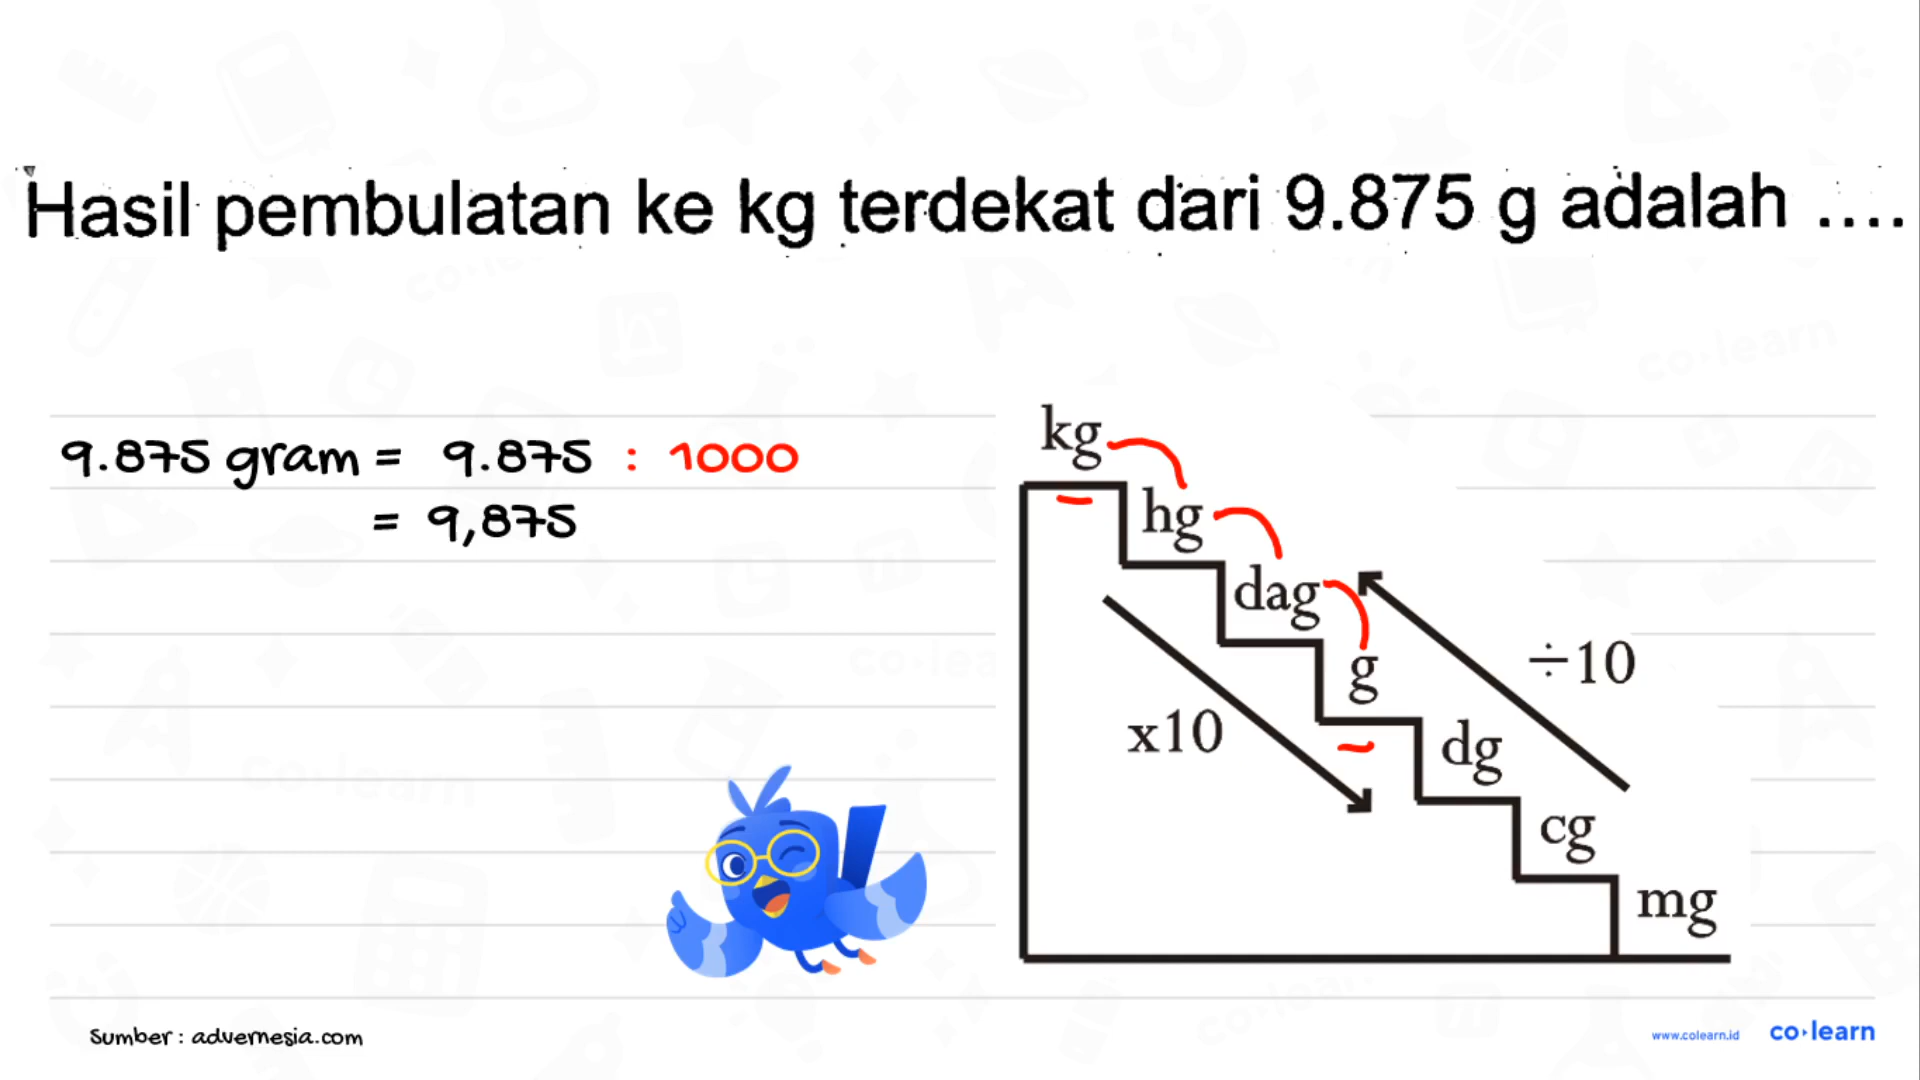 Hasil pembulatan ke kg terdekat dari 9.875 g adalah ....
9.875 gram = 9.875 : 1000
= 9,875
kg
hg
dag
g
dg
cg
mg
x10
÷10
Sumber : advernesia.com
www.colearn.id
co·learn